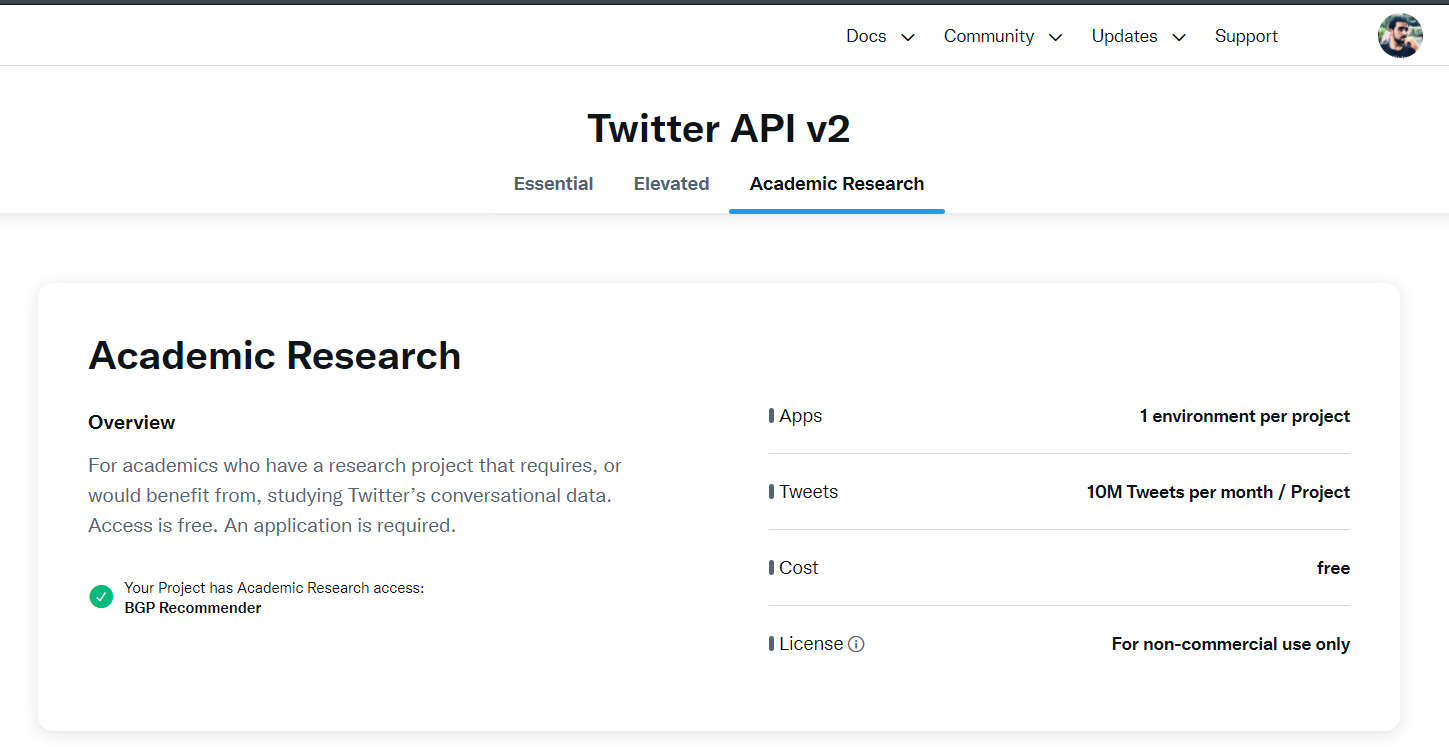 Docs Community Updates Support
Twitter API v2
Essential Elevated Academic Research
Academic Research
Overview
For academics who have a research project that requires, or
would benefit from, studying Twitter’s conversational data.
Access is free. An application is required.
Your Project has Academic Research access:
BGP Recommender
Apps 1 environment per project
Tweets 10M Tweets per month / Project
Cost free
License For non-commercial use only